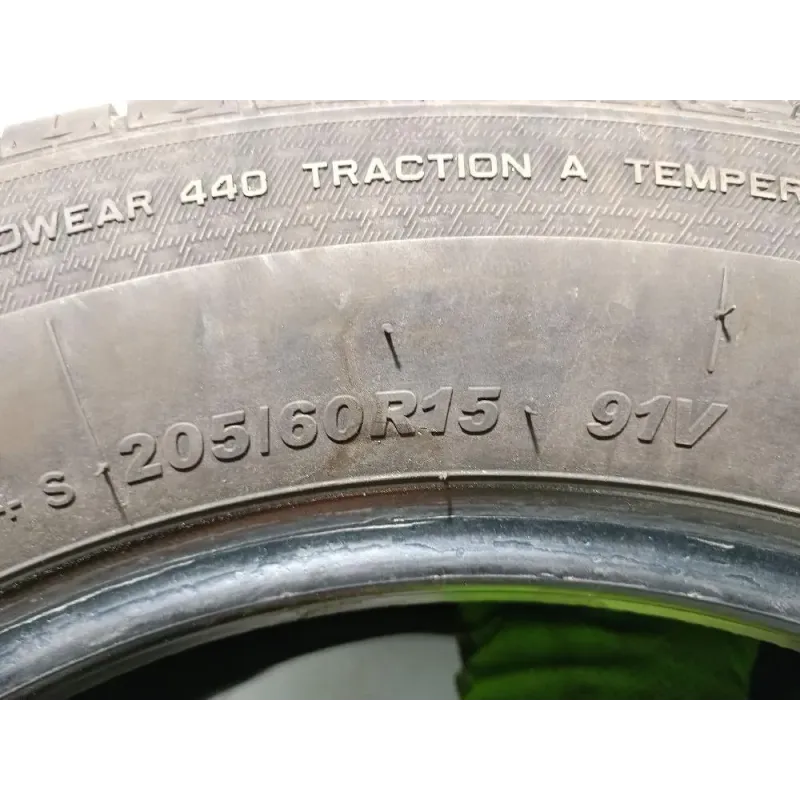 DWEAR 440 TRACTION A TEMPER
S 205/60R15 91V